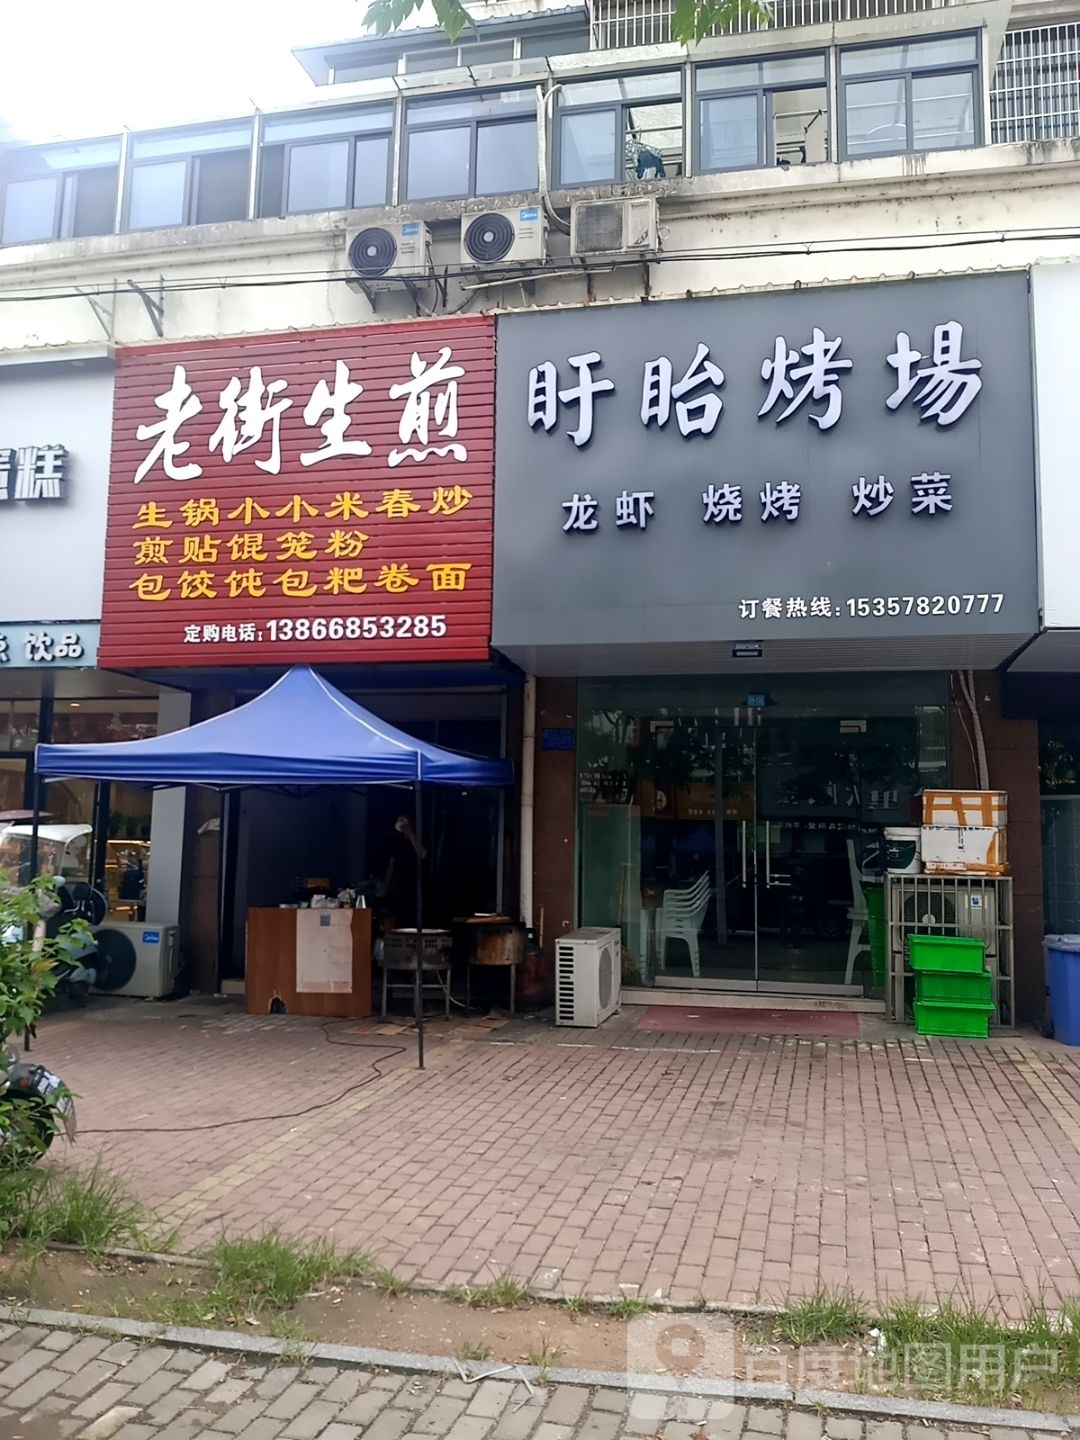 老街生煎
生锅小小米春炒
煎贴馄笼粉
包饺饨包粑卷面
定购电话：13866853285
盱眙烤場
龙虾 烧烤 炒菜
订餐热线：15357820777
蛋糕
饮品
百度地图用户